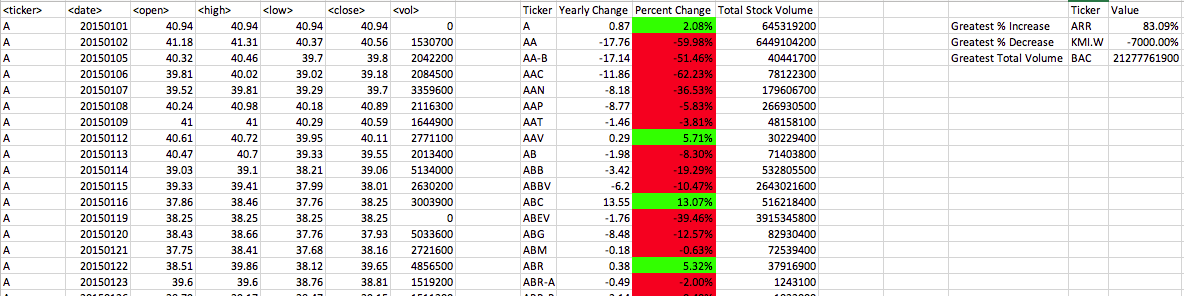 <ticker> <date> <open> <high> <low> <close> <vol> Ticker Yearly Change Percent Change Total Stock Volume Ticker Value
A 20150101 40.94 40.94 40.94 40.94 0 A 0.87 2.08% 645319200 Greatest % Increase ARR 83.09%
A 20150102 41.18 41.31 40.37 40.56 1530700 AA -17.76 -59.98% 6449104200 Greatest % Decrease KMI.W -7000.00%
A 20150105 40.32 40.46 39.7 39.8 2042200 AA-B -17.14 -51.46% 40441700 Greatest Total Volume BAC 21277761900
A 20150106 39.81 40.02 39.02 39.18 2084500 AAC -11.86 -62.23% 78122300
A 20150107 39.52 39.81 39.29 39.7 3359600 AAN -8.18 -36.53% 179606700
A 20150108 40.24 40.98 40.18 40.89 2116300 AAP -8.77 -5.83% 266930500
A 20150109 41 41 40.29 40.59 1644900 AAT -1.46 -3.81% 48158100
A 20150112 40.61 40.72 39.95 40.11 2771100 AAV 0.29 5.71% 30229400
A 20150113 40.47 40.7 39.33 39.55 2013400 AB -1.98 -8.30% 71403800
A 20150114 39.03 39.1 38.21 39.06 5134000 ABB -3.42 -19.29% 532805500
A 20150115 39.33 39.41 37.99 38.01 2630200 ABBV -6.2 -10.47% 2643021600
A 20150116 37.86 38.46 37.76 38.25 3003900 ABC 13.55 13.07% 516218400
A 20150119 38.25 38.25 38.25 38.25 0 ABEV -1.76 -39.46% 3915345800
A 20150120 38.43 38.66 37.76 37.93 5033600 ABG -8.48 -12.57% 82930400
A 20150121 37.75 38.41 37.68 38.16 2721600 ABM -0.18 -0.63% 72539400
A 20150122 38.51 39.86 38.12 39.65 4856500 ABR 0.38 5.32% 37916900
A 20150123 39.6 39.6 38.76 38.81 1519200 ABR-A -0.49 -2.00% 1243100